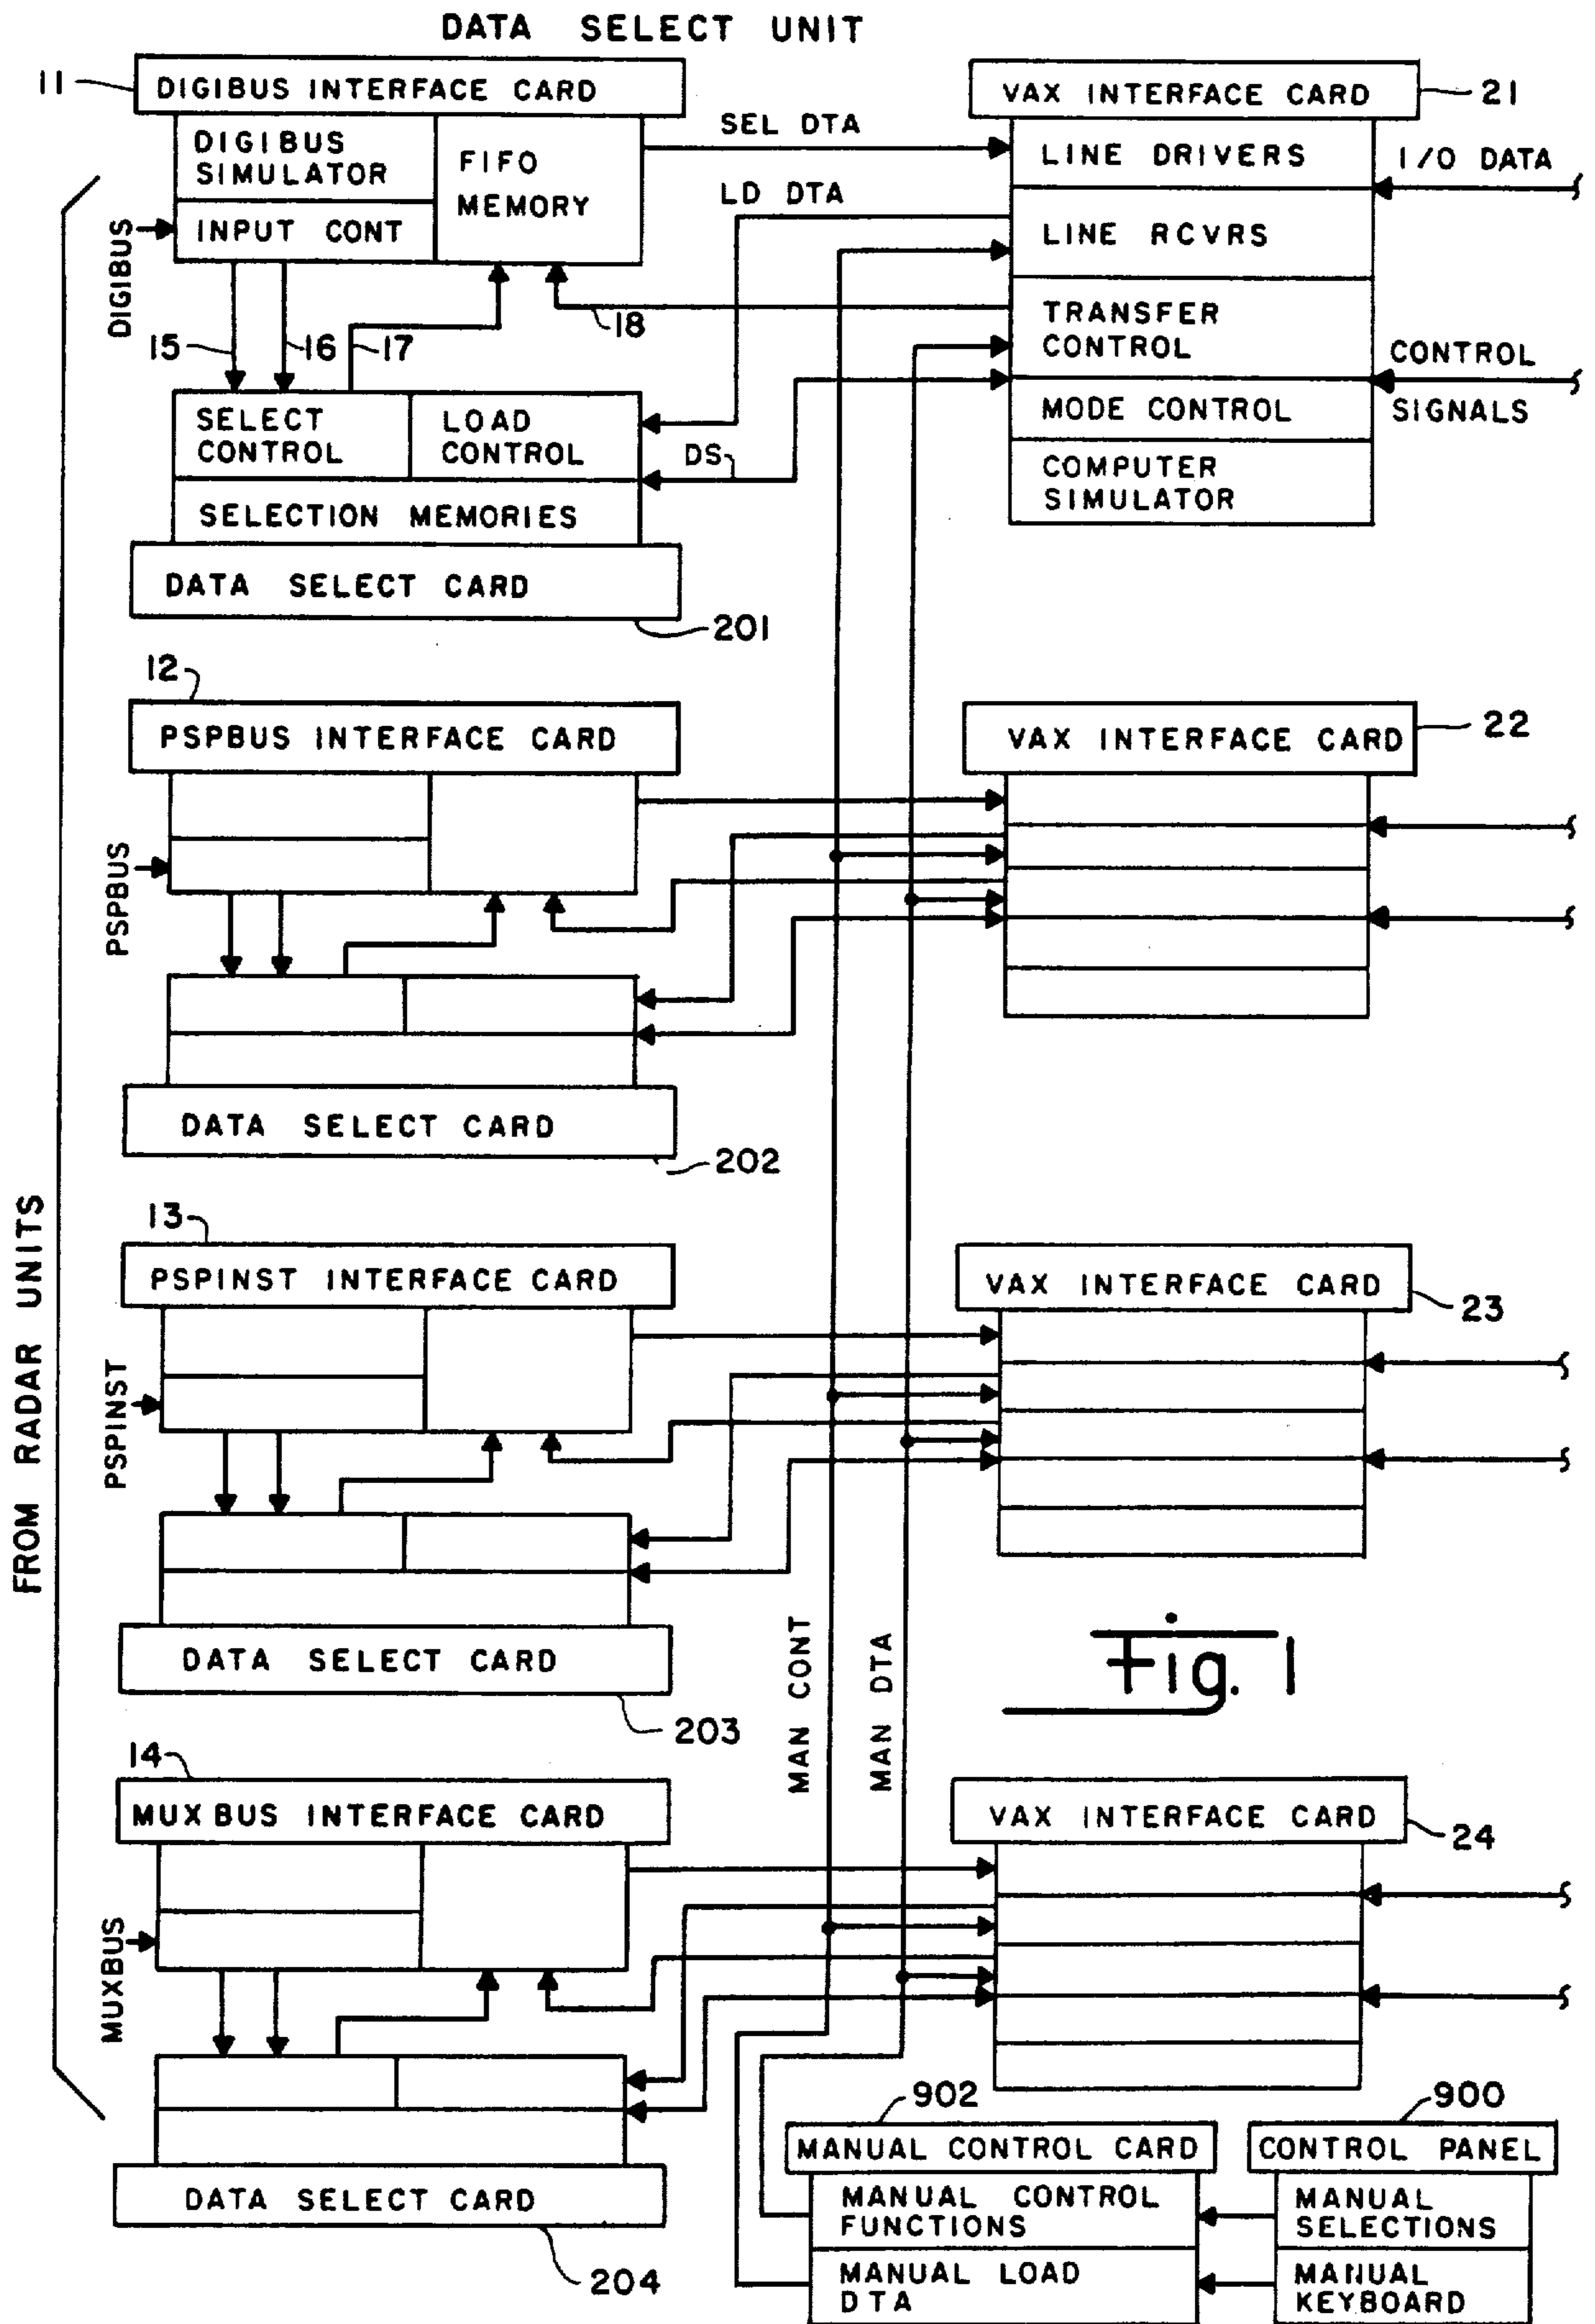 DATA SELECT UNIT
11
DIGIBUS INTERFACE CARD
DIGIBUS
SIMULATOR
INPUT CONT
FIFO
MEMORY
DIGIBUS
15
16
17
18
SEL DTA
LD DTA
DS
SELECT
CONTROL
LOAD
CONTROL
SELECTION MEMORIES
DATA SELECT CARD
201
VAX INTERFACE CARD
21
LINE DRIVERS
LINE RCVRS
TRANSFER
CONTROL
MODE CONTROL
COMPUTER
SIMULATOR
I/O DATA
CONTROL
SIGNALS
12
PSPBUS INTERFACE CARD
PSPBUS
DATA SELECT CARD
202
VAX INTERFACE CARD
22
FROM RADAR UNITS
13
PSPINST INTERFACE CARD
PSPINST
DATA SELECT CARD
203
VAX INTERFACE CARD
23
MAN CONT
MAN DTA
Fig. 1
14
MUXBUS INTERFACE CARD
MUXBUS
DATA SELECT CARD
204
VAX INTERFACE CARD
24
902
MANUAL CONTROL CARD
MANUAL CONTROL
FUNCTIONS
MANUAL LOAD
DTA
900
CONTROL PANEL
MANUAL
SELECTIONS
MANUAL
KEYBOARD